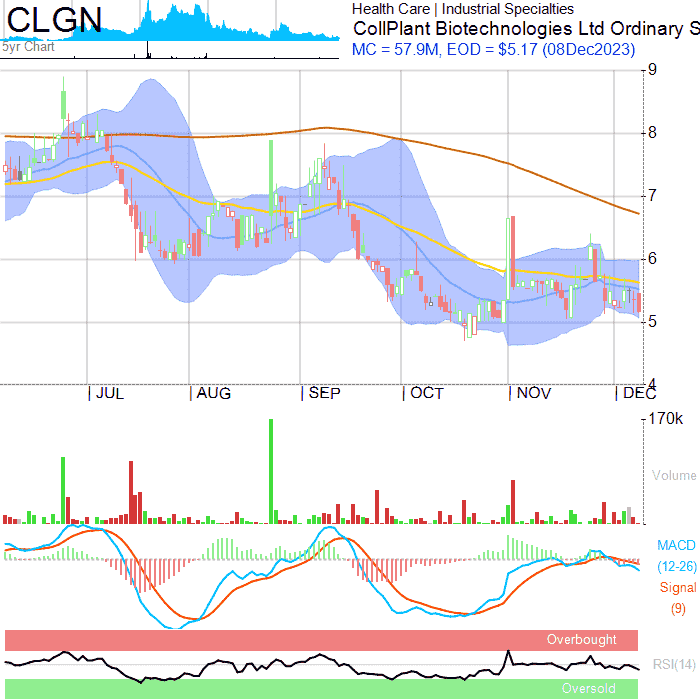 CLGN
5yr Chart
Health Care | Industrial Specialties
CollPlant Biotechnologies Ltd Ordinary S
MC = 57.9M, EOD = $5.17 (08Dec2023)
9
8
7
6
5
4
JUL AUG SEP OCT NOV DEC
170k
Volume
MACD
(12-26)
Signal
(9)
Overbought
RSI(14)
Oversold